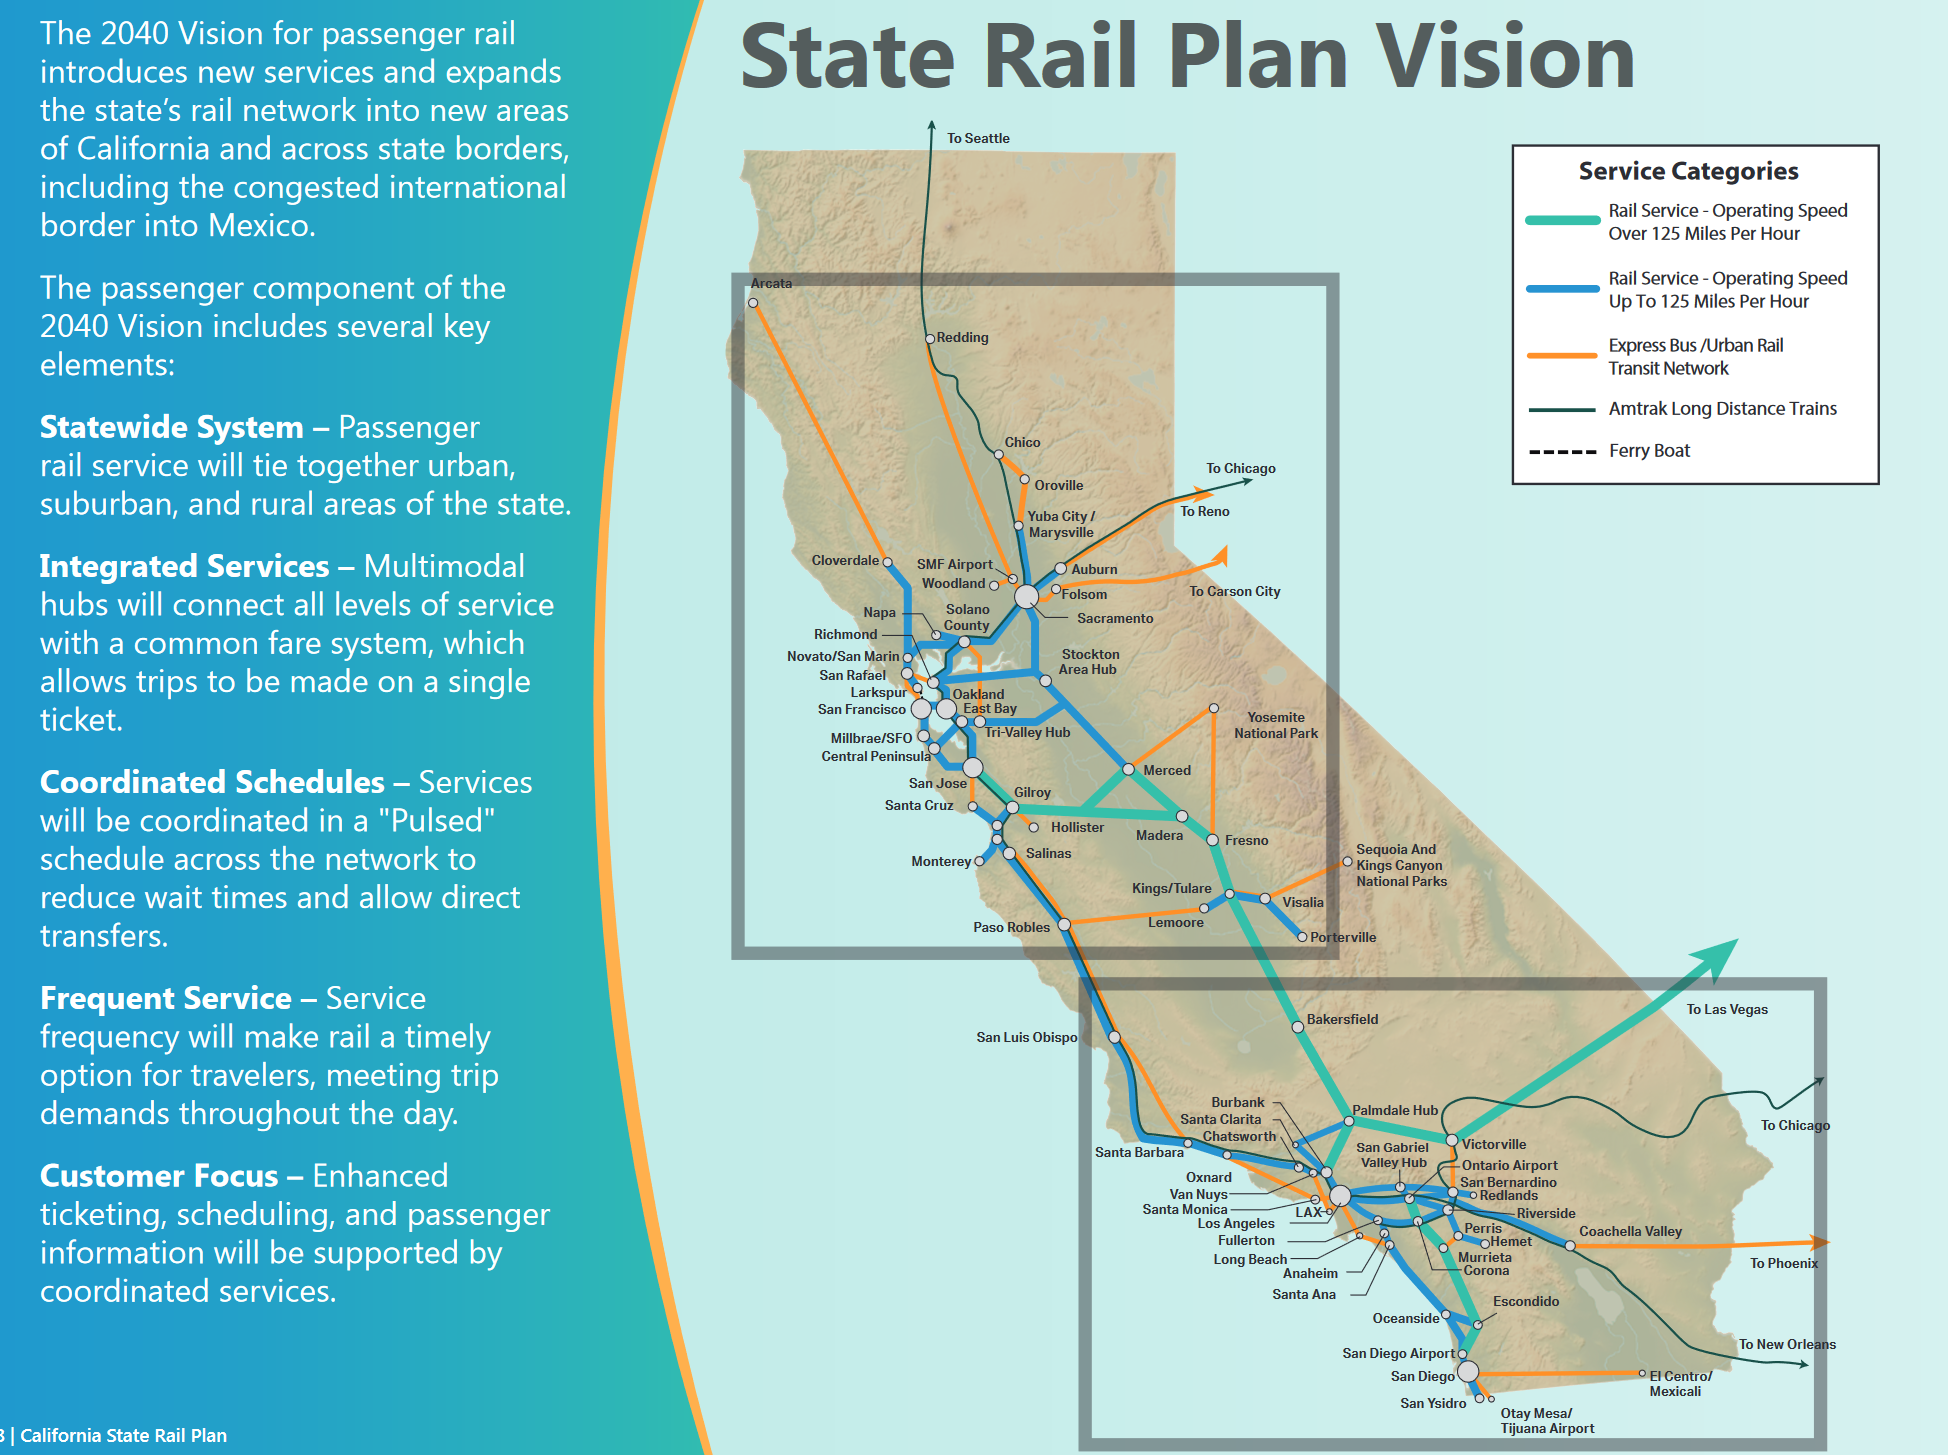 The 2040 Vision for passenger rail
introduces new services and expands
the state's rail network into new areas
of California and across state borders,
including the congested international
border into Mexico.
The passenger component of the
2040 Vision includes several key
elements:
Statewide System – Passenger
rail service will tie together urban,
suburban, and rural areas of the state.
Integrated Services – Multimodal
hubs will connect all levels of service
with a common fare system, which
allows trips to be made on a single
ticket.
Coordinated Schedules – Services
will be coordinated in a "Pulsed"
schedule across the network to
reduce wait times and allow direct
transfers.
Frequent Service – Service
frequency will make rail a timely
option for travelers, meeting trip
demands throughout the day.
Customer Focus – Enhanced
ticketing, scheduling, and passenger
information will be supported by
coordinated services.
8 | California State Rail Plan
State Rail Plan Vision
Service Categories
Rail Service - Operating Speed
Over 125 Miles Per Hour
Rail Service - Operating Speed
Up To 125 Miles Per Hour
Express Bus /Urban Rail
Transit Network
Amtrak Long Distance Trains
Ferry Boat
To Seattle
Arcata
Redding
Chico
Oroville
To Chicago
To Reno
Yuba City /
Marysville
Cloverdale
SMF Airport
Woodland
Auburn
Folsom
To Carson City
Napa
Solano
County
Sacramento
Richmond
Novato/San Marin
Stockton
Area Hub
San Rafael
Larkspur
Oakland
San Francisco
East Bay
Tri-Valley Hub
Yosemite
National Park
Millbrae/SFO
Central Peninsula
San Jose
Merced
Gilroy
Santa Cruz
Hollister
Madera
Fresno
Monterey
Salinas
Sequoia And
Kings Canyon
National Parks
Kings/Tulare
Visalia
Lemoore
Paso Robles
Porterville
To Las Vegas
Bakersfield
San Luis Obispo
Burbank
Palmdale Hub
Santa Clarita
Chatsworth
To Chicago
Victorville
San Gabriel
Valley Hub
Santa Barbara
Ontario Airport
Oxnard
San Bernardino
Van Nuys
Redlands
Santa Monica
LAX
Riverside
Los Angeles
Perris
Coachella Valley
Fullerton
Hemet
Long Beach
Murrieta
To Phoenix
Anaheim
Corona
Santa Ana
Escondido
Oceanside
To New Orleans
San Diego Airport
San Diego
El Centro/
Mexicali
San Ysidro
Otay Mesa/
Tijuana Airport